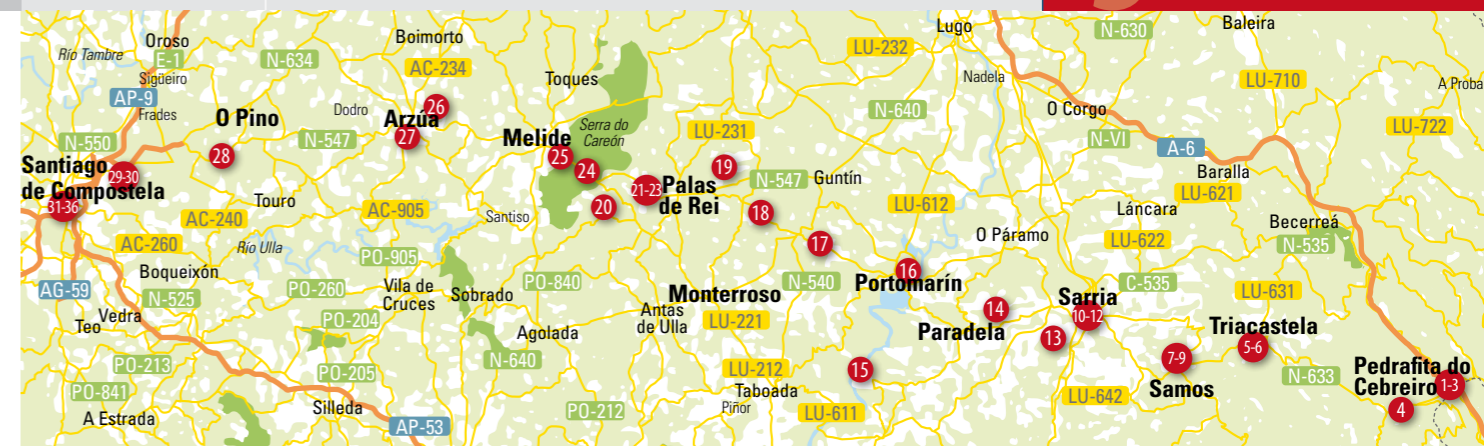 Río Tambre
Oroso
E-1
Sigüeiro
AP-9
Frades
N-634
Boimorto
AC-234
Toques
LU-232
Lugo
N-630
Baleira
LU-710
A Proba
LU-722
Nadela
O Corgo
N-640
N-VI
A-6
Baralla
LU-621
O Pino
Dodro
Arzúa
26
27
N-547
Melide
Serra do
Careón
LU-231
25
24
19
N-547
Guntín
N-550
Santiago
de Compostela
29-30
31-36
28
Touro
AC-240
AC-905
Santiso
20
21-23
Palas
de Rei
18
17
LU-612
O Páramo
Láncara
LU-622
Becerreá
N-535
AC-260
Río Ulla
Boqueixón
PO-905
PO-260
Vila de
Cruces
Sobrado
PO-840
Monterroso
N-540
Portomarín
16
C-535
LU-631
AG-59
N-525
Vedra
Teo
PO-204
Agolada
Antas
de Ulla
LU-221
Paradela
14
Sarria
10-12
13
Triacastela
5-6
7-9
Samos
PO-213
PO-841
PO-205
N-640
LU-212
Taboada
Piñor
15
LU-611
LU-642
N-633
Pedrafita do
Cebreiro
1-3
4
A Estrada
Silleda
AP-53
PO-212